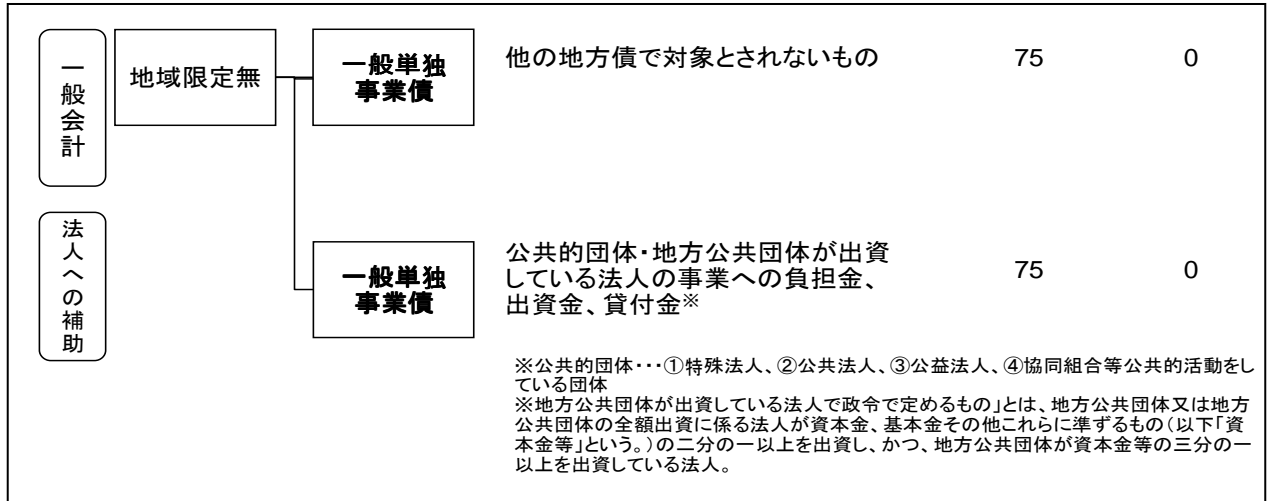 一般会計
地域限定無
一般単独
事業債
他の地方債で対象とされないもの
75
0
法人への補助
一般単独
事業債
公共的団体・地方公共団体が出資
している法人の事業への負担金、
出資金、貸付金※
75
0
※公共的団体・・・①特殊法人、②公共法人、③公益法人、④協同組合等公共的活動をし
ている団体
※地方公共団体が出資している法人で政令で定めるもの」とは、地方公共団体又は地方
公共団体の全額出資に係る法人が資本金、基本金その他これらに準ずるもの（以下「資
本金等」という。）の二分の一以上を出資し、かつ、地方公共団体が資本金等の三分の一
以上を出資している法人。